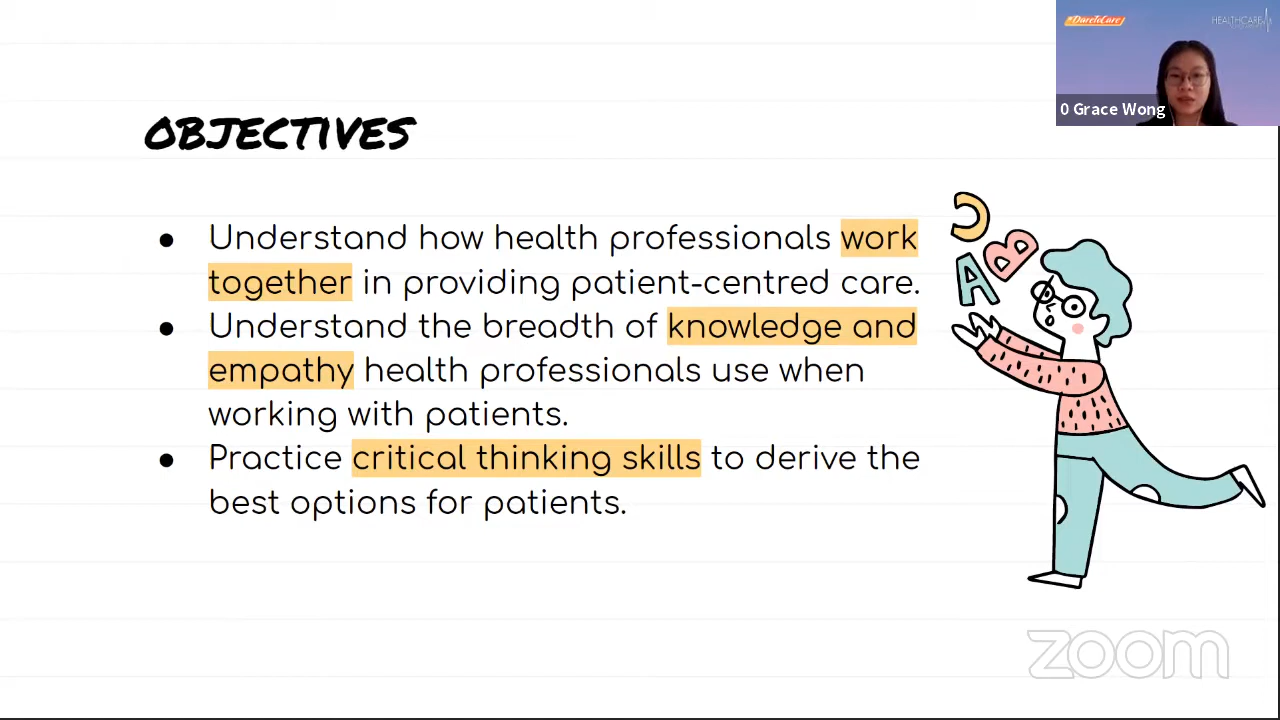 #DareToCare
HEALTHCARE
0 Grace Wong
OBJECTIVES
● Understand how health professionals work
together in providing patient-centred care.
● Understand the breadth of knowledge and
empathy health professionals use when
working with patients.
● Practice critical thinking skills to derive the
best options for patients.
C
B
A
zoom